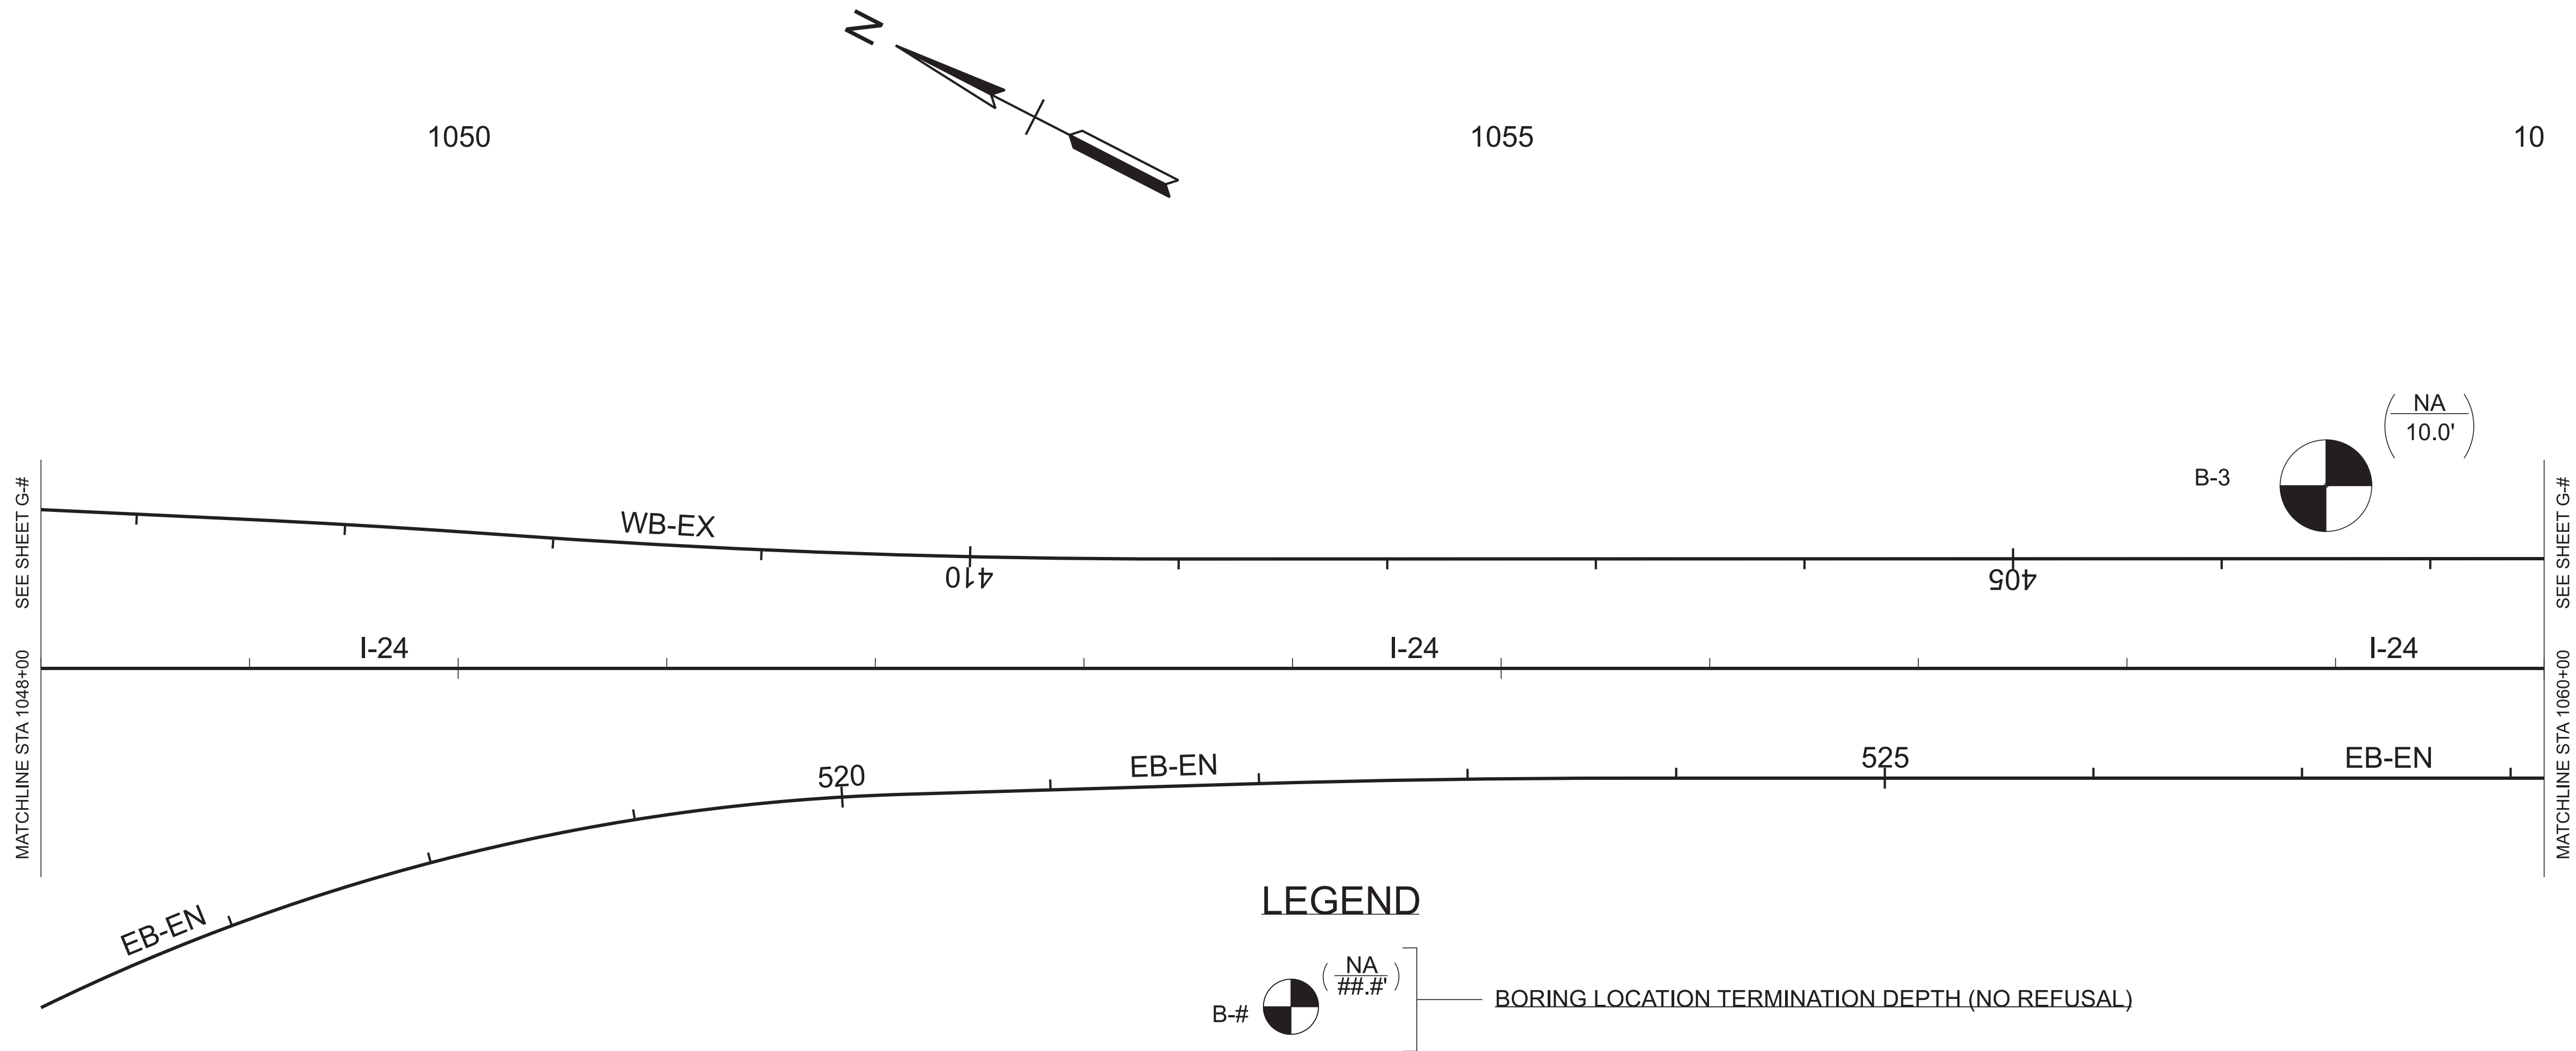 N
1050
1055
10
NA
10.0'
B-3
SEE SHEET G-#
SEE SHEET G-#
WB-EX
410
405
I-24
I-24
I-24
MATCHLINE STA 1048+00
MATCHLINE STA 1060+00
520
EB-EN
525
EB-EN
EB-EN
LEGEND
NA
##.#'
B-#
BORING LOCATION TERMINATION DEPTH (NO REFUSAL)